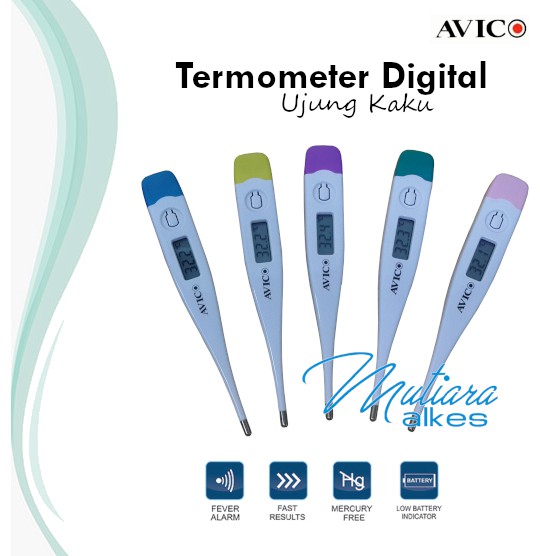 AVICO
Termometer Digital
Ujung Kaku
AVICO
AVICO
AVICO
AVICO
AVICO
Mutiara
alkes
Hg
BATTERY
FEVER
ALARM
FAST
RESULTS
MERCURY
FREE
LOW BATTERY
INDICATOR